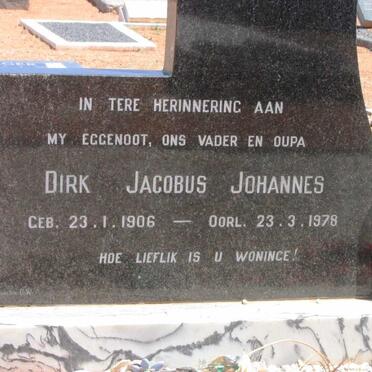 IN TERE HERINNERING AAN
MY EGGENOOT, ONS VADER EN OUPA
DIRK JACOBUS JOHANNES
GEB. 23.1.1906 — OORL. 23.3.1978
HOE LIEFLIK IS U WONINGE!